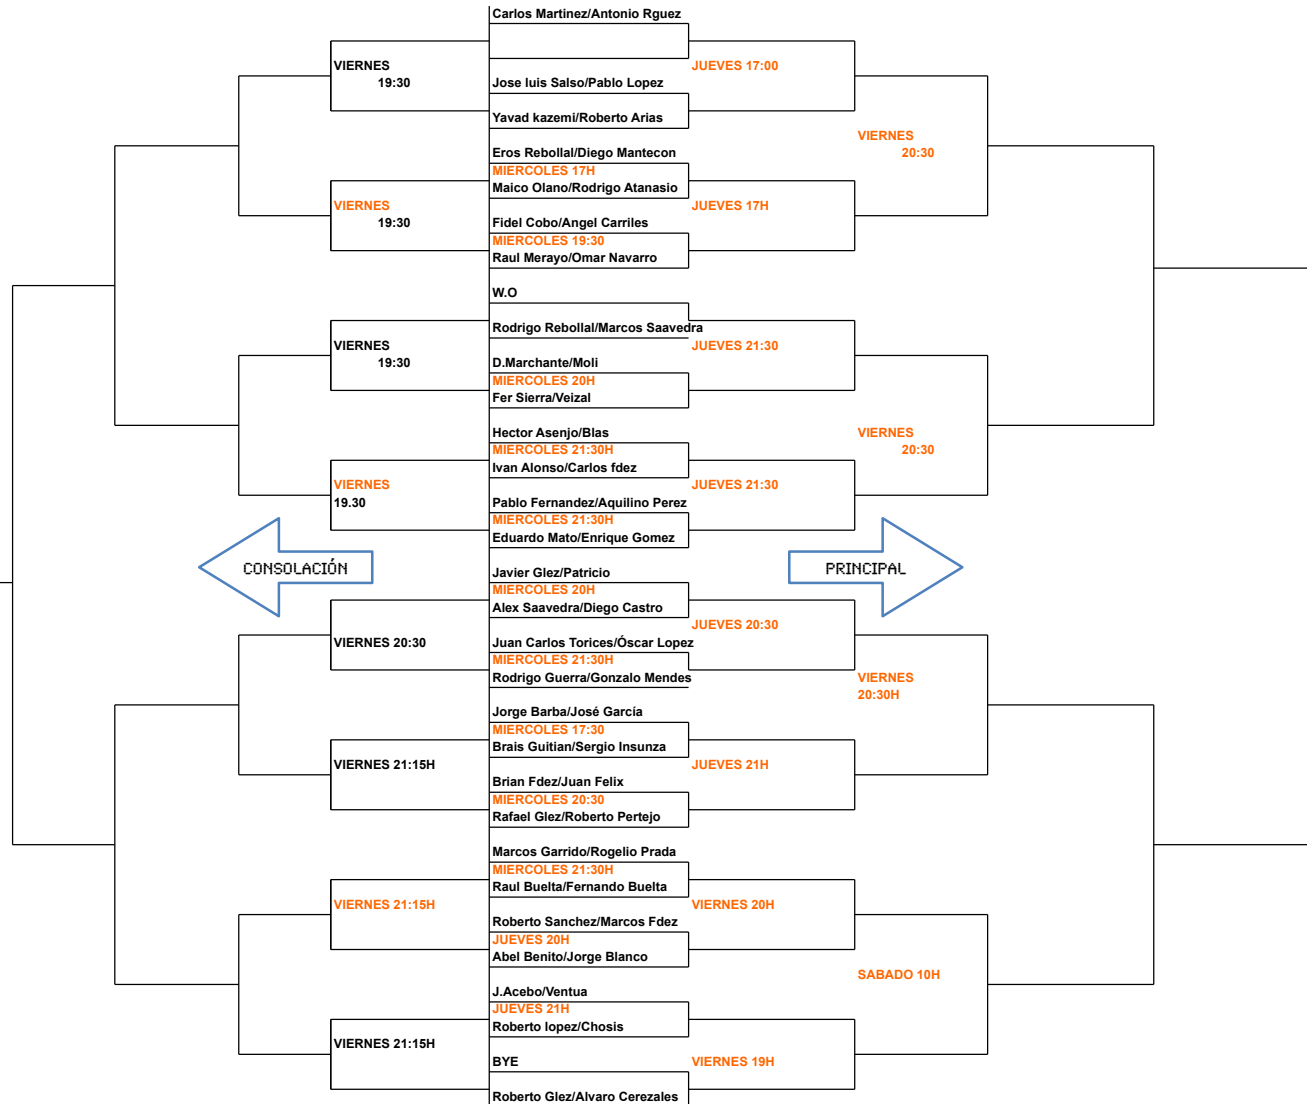 Carlos Martinez/Antonio Rguez
VIERNES
JUEVES 17:00
19:30
Jose luis Salso/Pablo Lopez
Yavad kazemi/Roberto Arias
VIERNES
20:30
Eros Rebollal/Diego Mantecon
MIERCOLES 17H
Maico Olano/Rodrigo Atanasio
VIERNES
JUEVES 17H
19:30
Fidel Cobo/Angel Carriles
MIERCOLES 19:30
Raul Merayo/Omar Navarro
W.O
Rodrigo Rebollal/Marcos Saavedra
VIERNES
JUEVES 21:30
19:30
D.Marchante/Moli
MIERCOLES 20H
Fer Sierra/Veizal
Hector Asenjo/Blas
VIERNES
MIERCOLES 21:30H
20:30
Ivan Alonso/Carlos fdez
VIERNES
JUEVES 21:30
19.30
Pablo Fernandez/Aquilino Perez
MIERCOLES 21:30H
Eduardo Mato/Enrique Gomez
CONSOLACIÓN
PRINCIPAL
Javier Glez/Patricio
MIERCOLES 20H
Alex Saavedra/Diego Castro
JUEVES 20:30
VIERNES 20:30
Juan Carlos Torices/Óscar Lopez
MIERCOLES 21:30H
Rodrigo Guerra/Gonzalo Mendes
VIERNES
20:30H
Jorge Barba/José García
MIERCOLES 17:30
Brais Guitian/Sergio Insunza
VIERNES 21:15H
JUEVES 21H
Brian Fdez/Juan Felix
MIERCOLES 20:30
Rafael Glez/Roberto Pertejo
Marcos Garrido/Rogelio Prada
MIERCOLES 21:30H
Raul Buelta/Fernando Buelta
VIERNES 21:15H
VIERNES 20H
Roberto Sanchez/Marcos Fdez
JUEVES 20H
Abel Benito/Jorge Blanco
SABADO 10H
J.Acebo/Ventua
JUEVES 21H
Roberto lopez/Chosis
VIERNES 21:15H
BYE
VIERNES 19H
Roberto Glez/Alvaro Cerezales